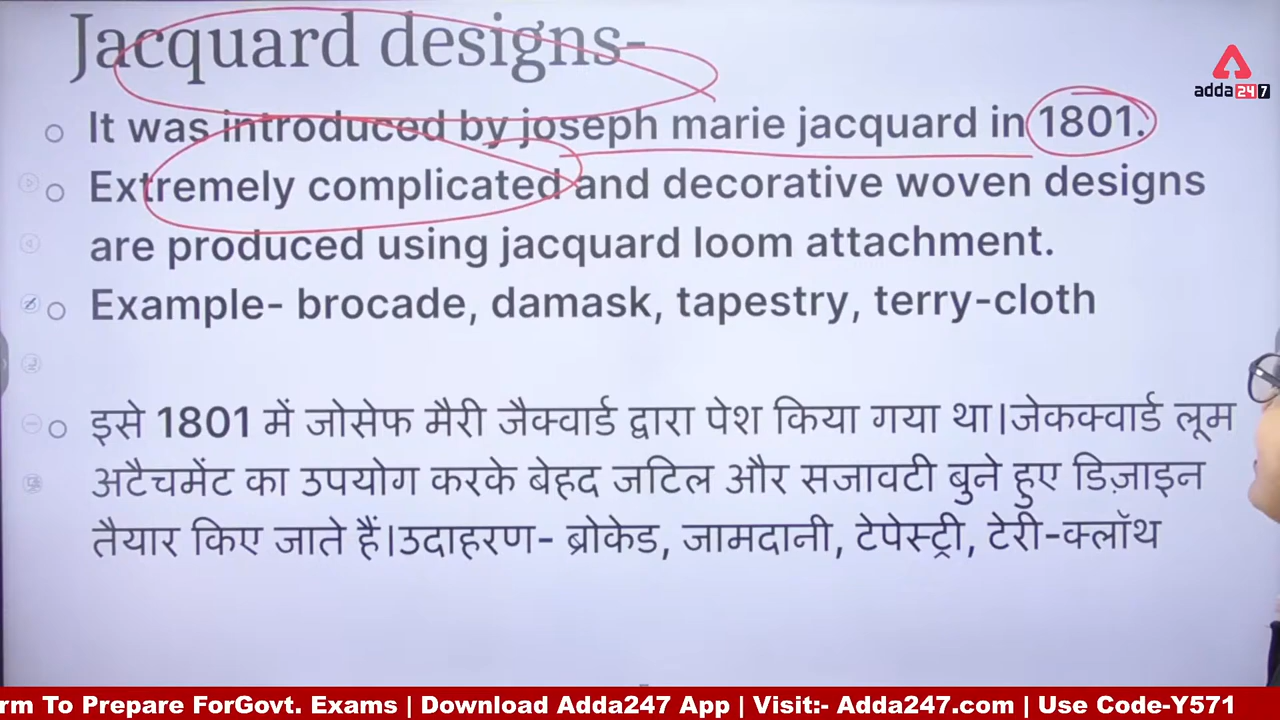 Jacquard designs-
adda247
It was introduced by joseph marie jacquard in 1801.
Extremely complicated and decorative woven designs
are produced using jacquard loom attachment.
Example- brocade, damask, tapestry, terry-cloth
इसे 1801 में जोसेफ मैरी जैक्वार्ड द्वारा पेश किया गया था।जेकक्वार्ड लूम
अटैचमेंट का उपयोग करके बेहद जटिल और सजावटी बुने हुए डिज़ाइन
तैयार किए जाते हैं।उदाहरण- ब्रोकेड, जामदानी, टेपेस्ट्री, टेरी-क्लॉथ
rm To Prepare ForGovt. Exams | Download Adda247 App | Visit:- Adda247.com | Use Code-Y571